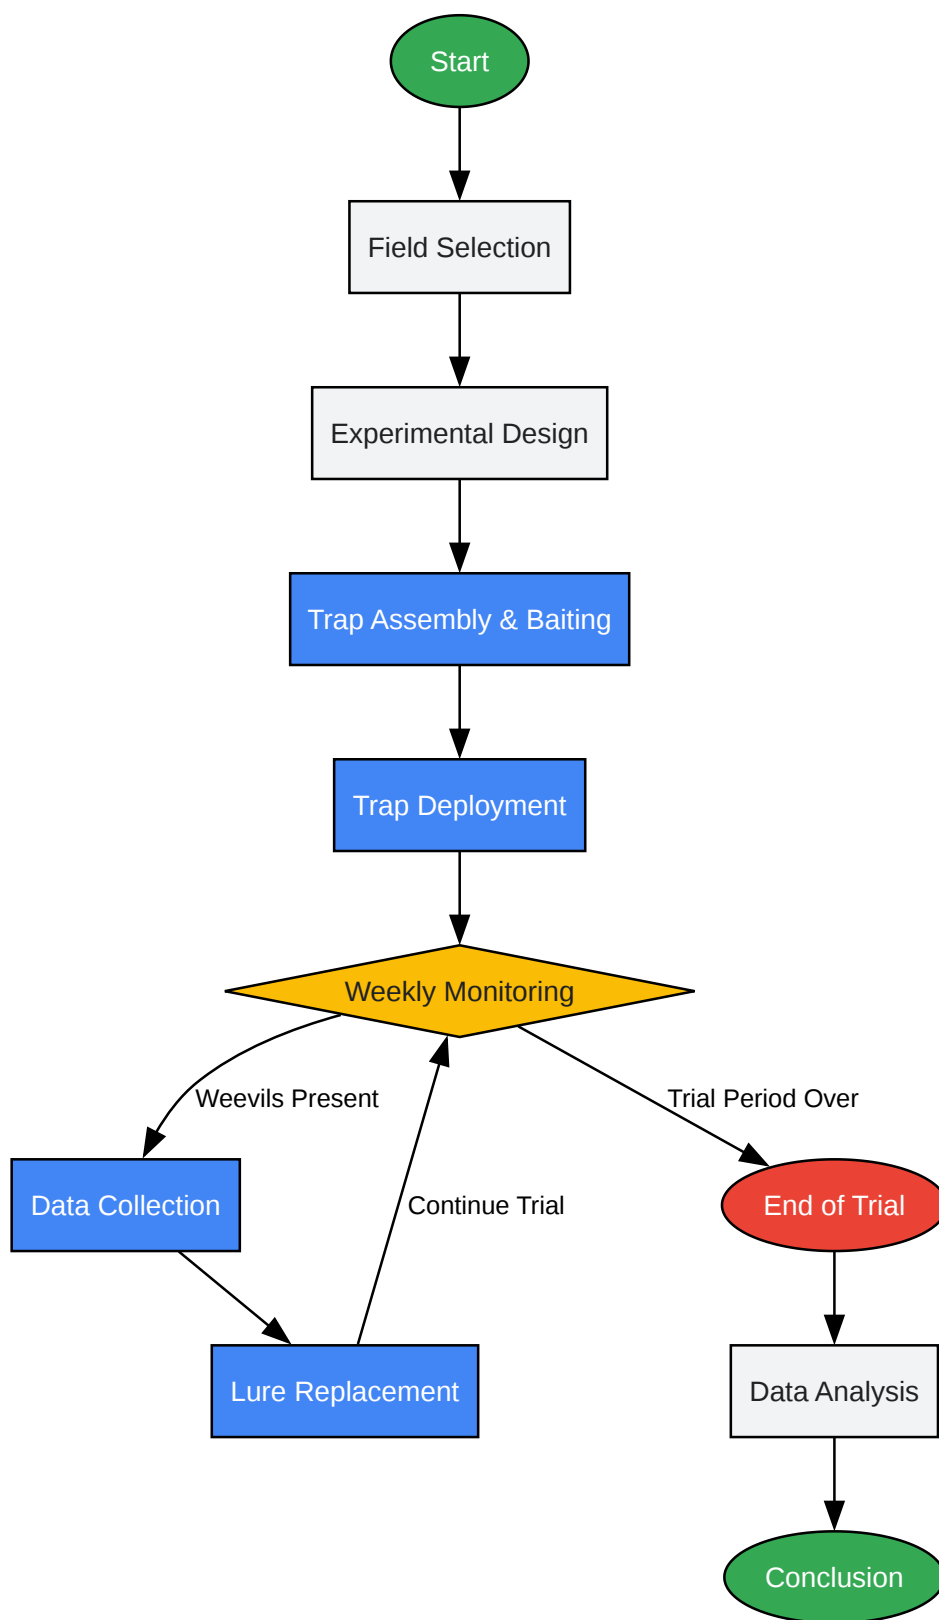 Start
Field Selection
Experimental Design
Trap Assembly & Baiting
Trap Deployment
Weekly Monitoring
Weevils Present
Trial Period Over
Data Collection
Continue Trial
End of Trial
Lure Replacement
Data Analysis
Conclusion